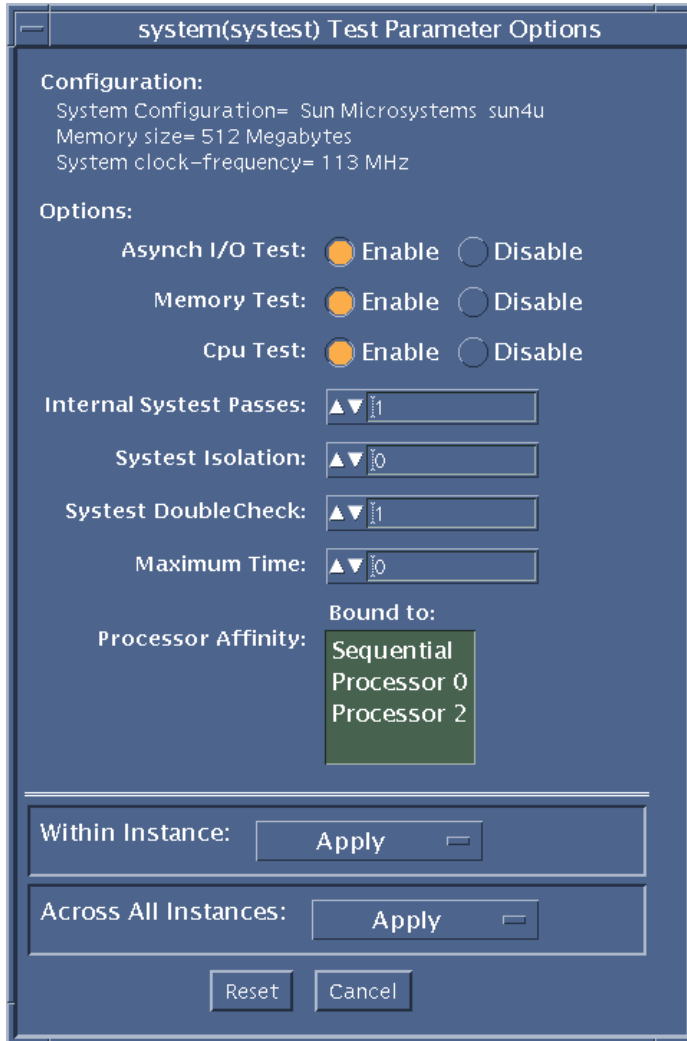 system(systest) Test Parameter Options
Configuration:
System Configuration= Sun Microsystems sun4u
Memory size= 512 Megabytes
System clock-frequency= 113 MHz
Options:
Asynch I/O Test: Enable Disable
Memory Test: Enable Disable
Cpu Test: Enable Disable
Internal Systest Passes: 1
Systest Isolation: 0
Systest DoubleCheck: 1
Maximum Time: 0
Bound to:
Processor Affinity:
Sequential
Processor 0
Processor 2
Within Instance: Apply
Across All Instances: Apply
Reset Cancel